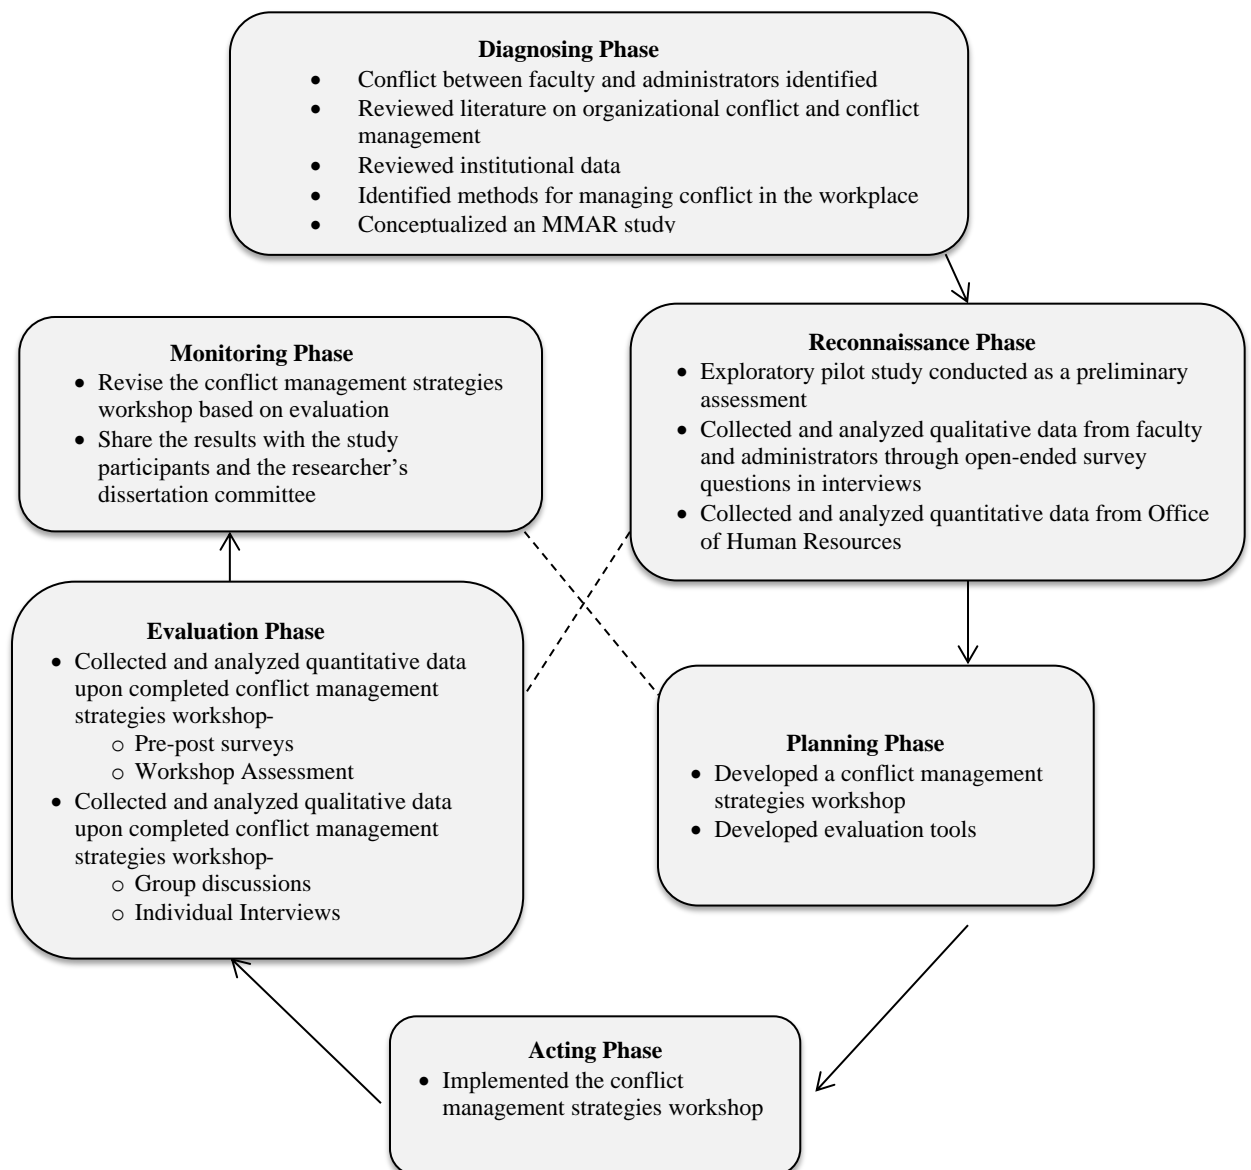 Diagnosing Phase
• Conflict between faculty and administrators identified
• Reviewed literature on organizational conflict and conflict
management
• Reviewed institutional data
• Identified methods for managing conflict in the workplace
• Conceptualized an MMAR study
Monitoring Phase
• Revise the conflict management strategies
workshop based on evaluation
• Share the results with the study
participants and the researcher’s
dissertation committee
Reconnaissance Phase
• Exploratory pilot study conducted as a preliminary
assessment
• Collected and analyzed qualitative data from faculty
and administrators through open-ended survey
questions in interviews
• Collected and analyzed quantitative data from Office
of Human Resources
Evaluation Phase
• Collected and analyzed quantitative data
upon completed conflict management
strategies workshop-
o Pre-post surveys
o Workshop Assessment
• Collected and analyzed qualitative data
upon completed conflict management
strategies workshop-
o Group discussions
o Individual Interviews
Planning Phase
• Developed a conflict management
strategies workshop
• Developed evaluation tools
Acting Phase
• Implemented the conflict
management strategies workshop